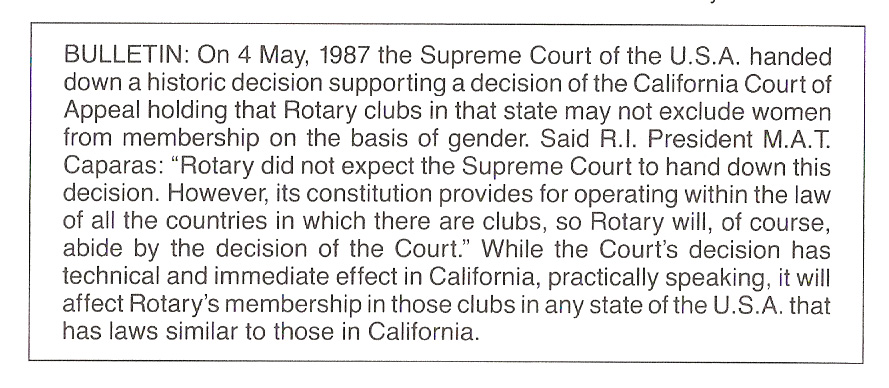 BULLETIN: On 4 May, 1987 the Supreme Court of the U.S.A. handed
down a historic decision supporting a decision of the California Court of
Appeal holding that Rotary clubs in that state may not exclude women
from membership on the basis of gender. Said R.I. President M.A.T.
Caparas: “Rotary did not expect the Supreme Court to hand down this
decision. However, its constitution provides for operating within the law
of all the countries in which there are clubs, so Rotary will, of course,
abide by the decision of the Court.” While the Court’s decision has
technical and immediate effect in California, practically speaking, it will
affect Rotary’s membership in those clubs in any state of the U.S.A. that
has laws similar to those in California.